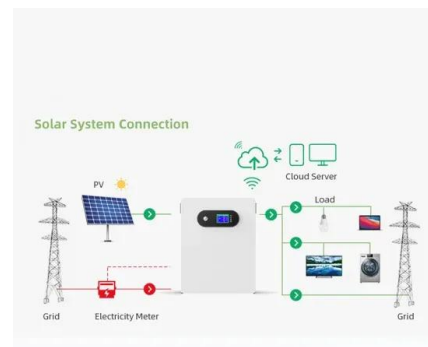 Solar System Connection
Cloud Server
PV
Load
Grid
Electricity Meter
Grid